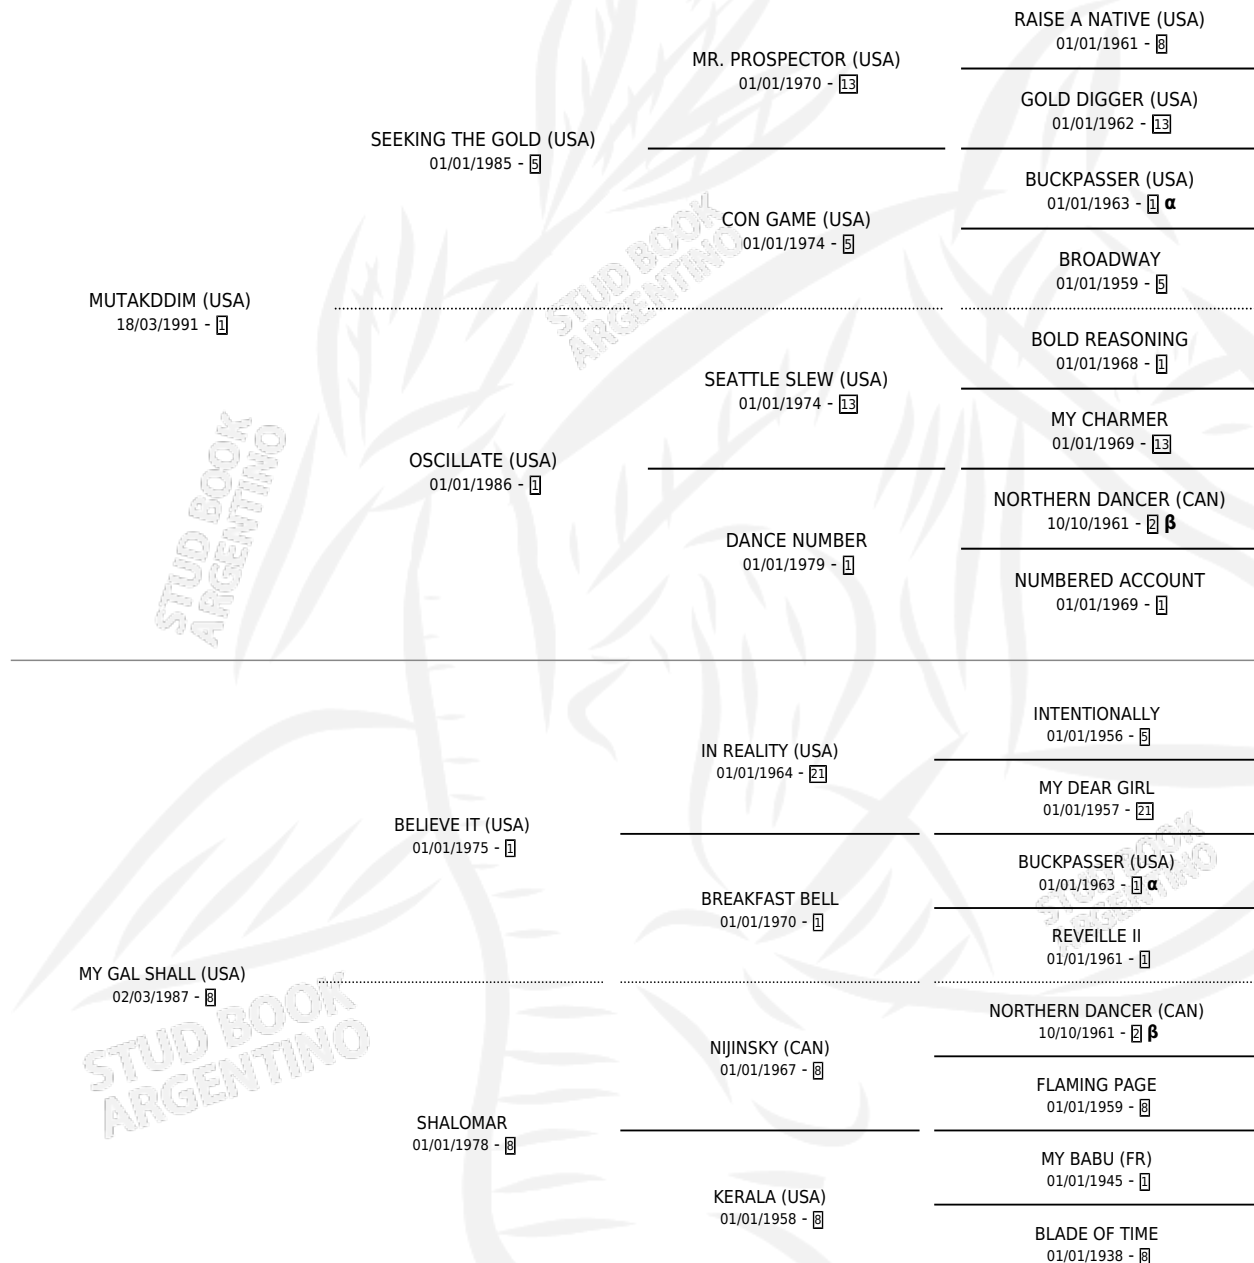 RAISE A NATIVE (USA)
01/01/1961 - 8
MR. PROSPECTOR (USA)
01/01/1970 - 13
GOLD DIGGER (USA)
01/01/1962 - 13
SEEKING THE GOLD (USA)
01/01/1985 - 5
BUCKPASSER (USA)
01/01/1963 - 1 α
CON GAME (USA)
01/01/1974 - 5
BROADWAY
01/01/1959 - 5
MUTAKDDIM (USA)
18/03/1991 - 1
BOLD REASONING
01/01/1968 - 1
SEATTLE SLEW (USA)
01/01/1974 - 13
MY CHARMER
01/01/1969 - 13
OSCILLATE (USA)
01/01/1986 - 1
NORTHERN DANCER (CAN)
10/10/1961 - 2 β
DANCE NUMBER
01/01/1979 - 1
NUMBERED ACCOUNT
01/01/1969 - 1
INTENTIONALLY
01/01/1956 - 5
IN REALITY (USA)
01/01/1964 - 21
MY DEAR GIRL
01/01/1957 - 21
BELIEVE IT (USA)
01/01/1975 - 1
BUCKPASSER (USA)
01/01/1963 - 1 α
BREAKFAST BELL
01/01/1970 - 1
REVEILLE II
01/01/1961 - 1
MY GAL SHALL (USA)
02/03/1987 - 8
NORTHERN DANCER (CAN)
10/10/1961 - 2 β
NIJINSKY (CAN)
01/01/1967 - 8
FLAMING PAGE
01/01/1959 - 8
SHALOMAR
01/01/1978 - 8
MY BABU (FR)
01/01/1945 - 1
KERALA (USA)
01/01/1958 - 8
BLADE OF TIME
01/01/1938 - 8
STUD BOOK
ARGENTINO
STUD BOOK
ARGENTINO
STUD BOOK
ARGENTINO
STUD BOOK
ARGENTINO